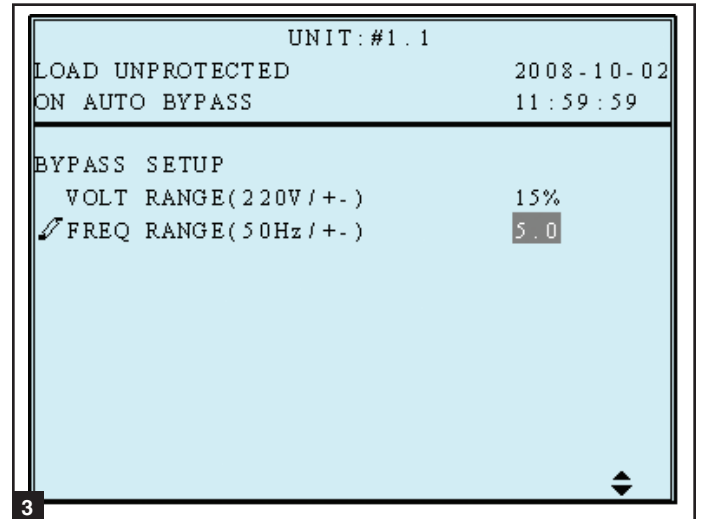 UNIT:#1.1
LOAD UNPROTECTED 2008-10-02
ON AUTO BYPASS 11:59:59
BYPASS SETUP
VOLT RANGE(220V/+-) 15%
FREQ RANGE(50Hz/+-) 5.0
3